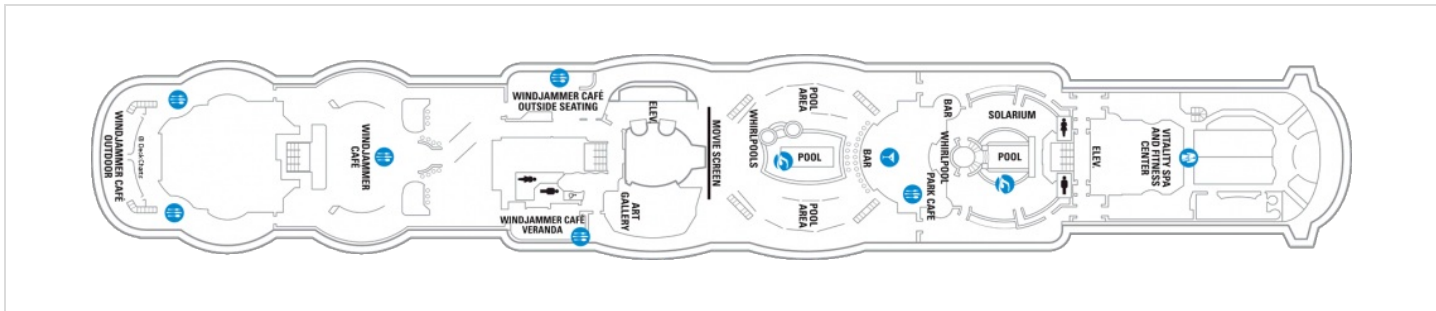 WINDJAMMER CAFÉ
OUTDOOR
WINDJAMMER
CAFÉ
WINDJAMMER CAFÉ
OUTSIDE SEATING
WINDJAMMER CAFÉ
VERANDA
ELEV.
ART
GALLERY
MOVIE SCREEN
WHIRLPOOLS
POOL
AREA
POOL
POOL
AREA
BAR
BAR
WHIRLPOOL
PARK CAFÉ
SOLARIUM
POOL
ELEV.
VITALITY SPA
AND FITNESS
CENTER